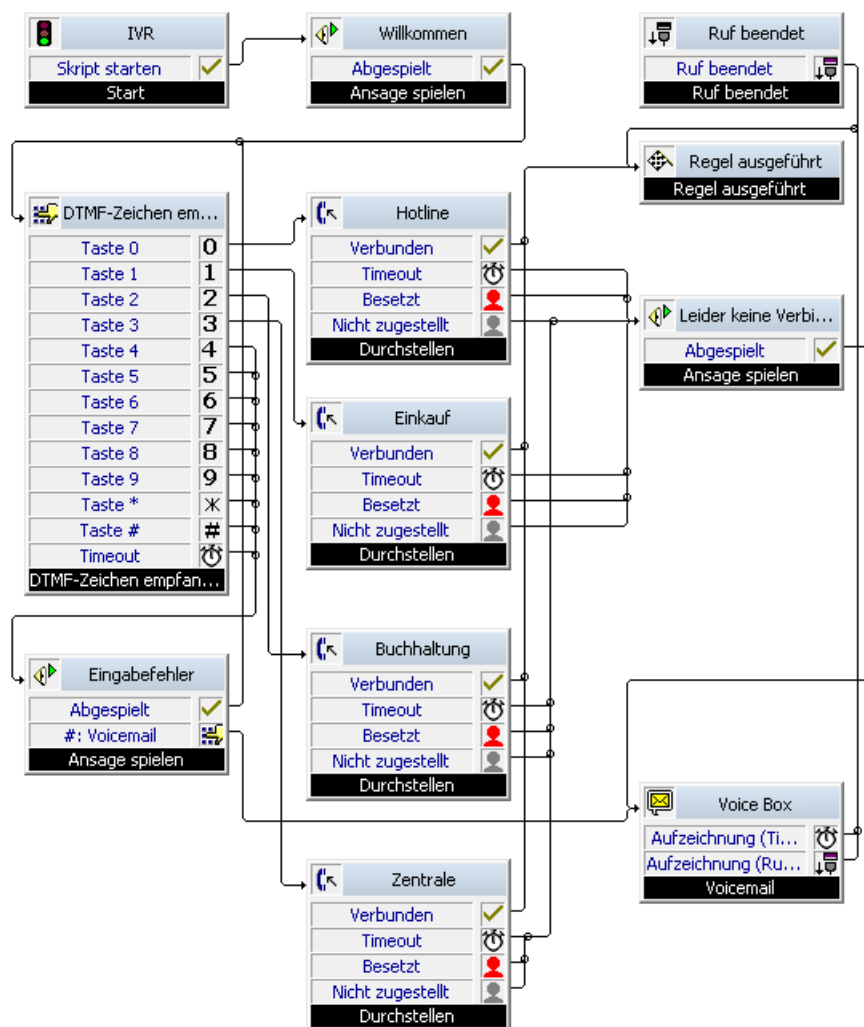 IVR
Skript starten
Start
Willkommen
Abgespielt
Ansage spielen
Ruf beendet
Ruf beendet
Ruf beendet
Regel ausgeführt
Regel ausgeführt
DTMF-Zeichen em...
Taste 0 0
Taste 1 1
Taste 2 2
Taste 3 3
Taste 4 4
Taste 5 5
Taste 6 6
Taste 7 7
Taste 8 8
Taste 9 9
Taste * *
Taste # #
Timeout
DTMF-Zeichen empfan...
Hotline
Verbunden
Timeout
Besetzt
Nicht zugestellt
Durchstellen
Leider keine Verbi...
Abgespielt
Ansage spielen
Einkauf
Verbunden
Timeout
Besetzt
Nicht zugestellt
Durchstellen
Eingabefehler
Abgespielt
#: Voicemail
Ansage spielen
Buchhaltung
Verbunden
Timeout
Besetzt
Nicht zugestellt
Durchstellen
Voice Box
Aufzeichnung (Ti...
Aufzeichnung (Ru...
Voicemail
Zentrale
Verbunden
Timeout
Besetzt
Nicht zugestellt
Durchstellen